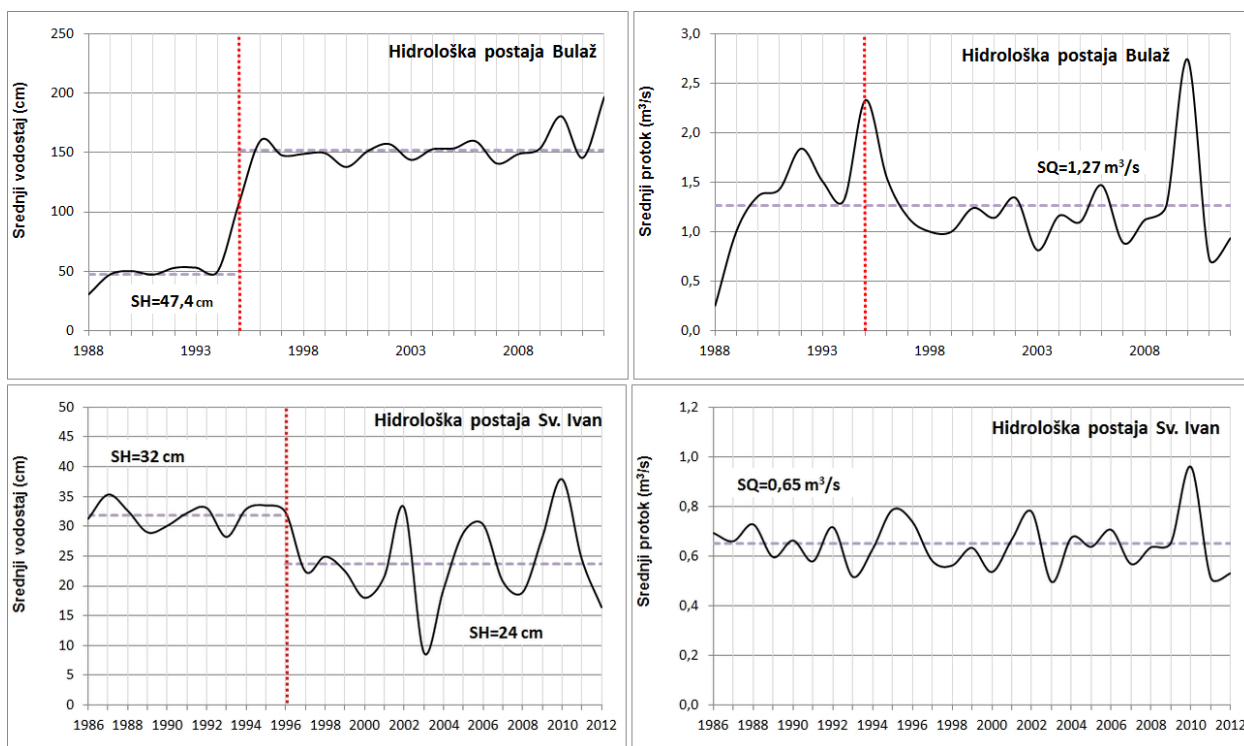 Hidrološka postaja Bulaž
Srednji vodostaj (cm)
250
200
150
100
50
0
SH=47,4 cm
1988 1993 1998 2003 2008
Hidrološka postaja Bulaž
Srednji protok (m³/s)
3,0
2,5
2,0
1,5
1,0
0,5
0,0
SQ=1,27 m³/s
1988 1993 1998 2003 2008
Hidrološka postaja Sv. Ivan
Srednji vodostaj (cm)
50
45
40
35
30
25
20
15
10
5
0
SH=32 cm
SH=24 cm
1986 1988 1990 1992 1994 1996 1998 2000 2002 2004 2006 2008 2010 2012
Hidrološka postaja Sv. Ivan
Srednji protok (m³/s)
1,2
1,0
0,8
0,6
0,4
0,2
0,0
SQ=0,65 m³/s
1986 1988 1990 1992 1994 1996 1998 2000 2002 2004 2006 2008 2010 2012